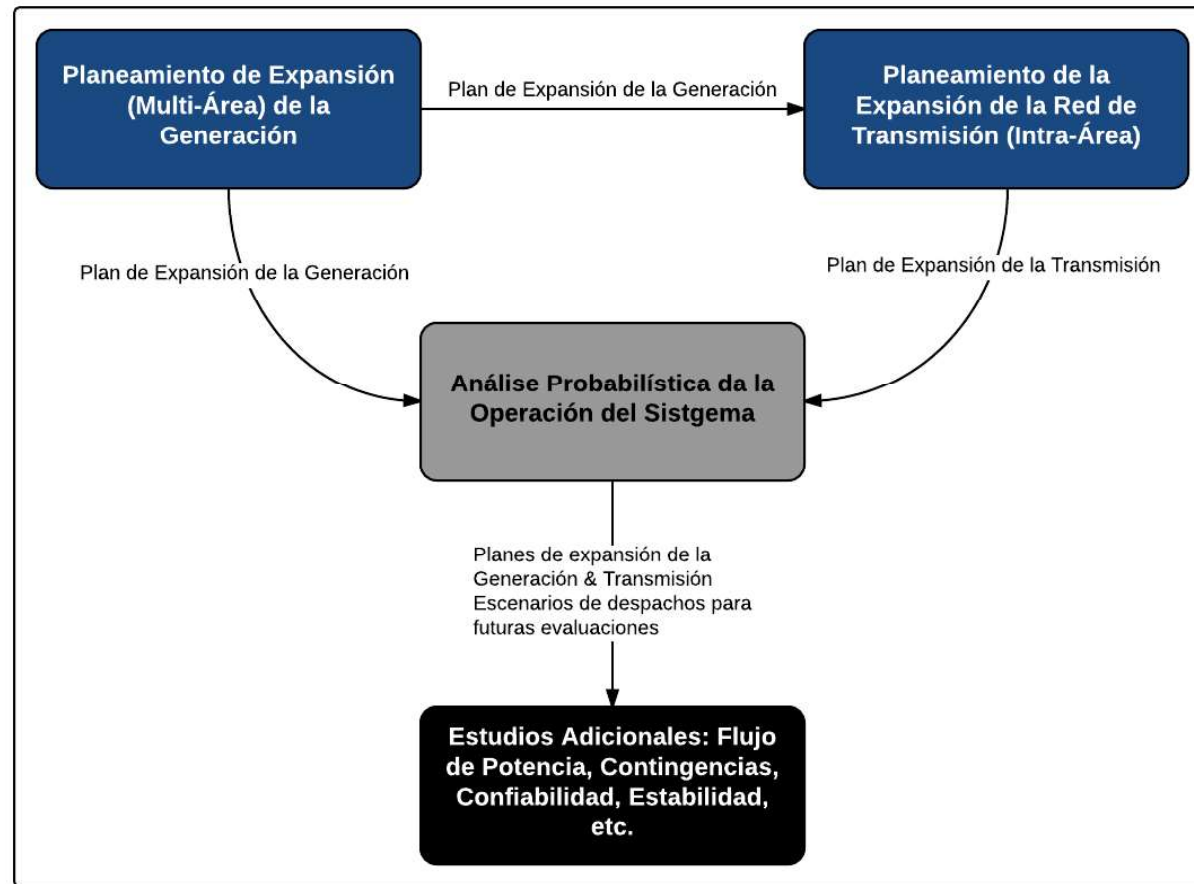 Planeamiento de Expansión
(Multi-Área) de la
Generación
Plan de Expansión de la Generación
Planeamiento de la
Expansión de la Red de
Transmisión (Intra-Área)
Plan de Expansión de la Generación
Plan de Expansión de la Transmisión
Análise Probabilística da la
Operación del Sistgema
Planes de expansión de la
Generación & Transmisión
Escenarios de despachos para
futuras evaluaciones
Estudios Adicionales: Flujo
de Potencia, Contingencias,
Confiabilidad, Estabilidad,
etc.